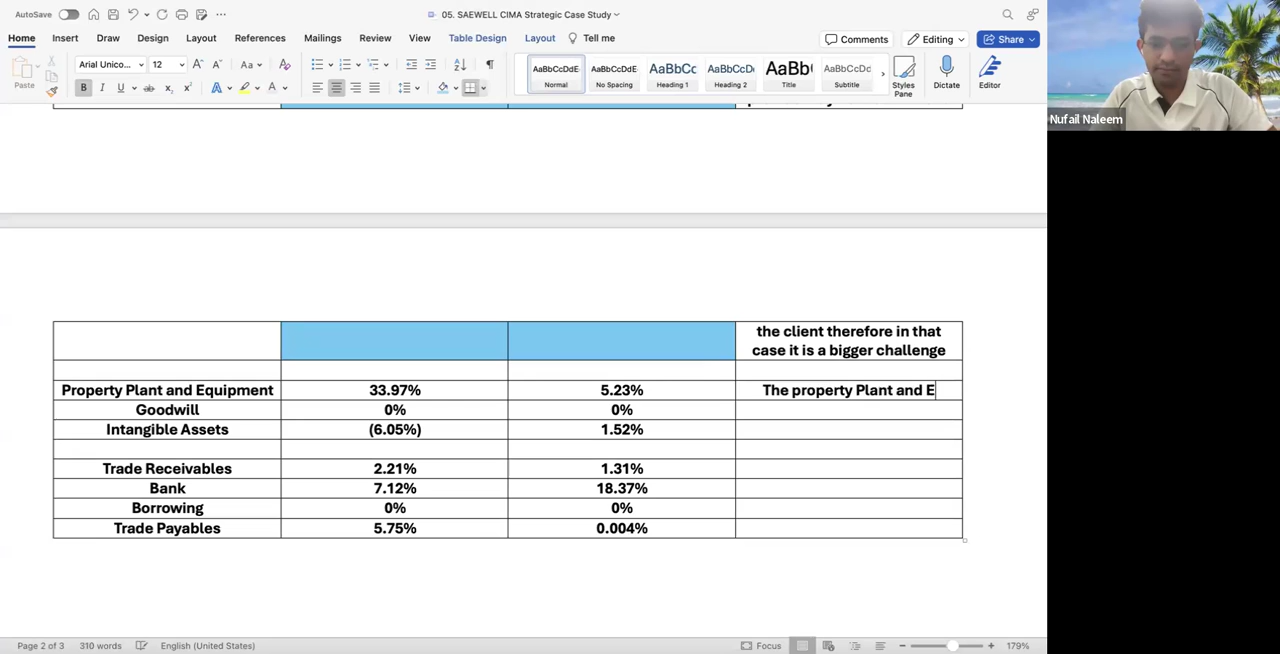 AutoSave
05. SAEWELL CIMA Strategic Case Study
Home Insert Draw Design Layout References Mailings Review View Table Design Layout Tell me
Comments Editing Share
Paste
Arial Unico... 12
AaBbCcDdE Normal
AaBbCcDdE No Spacing
AaBbCc Heading 1
AaBbCcDc Heading 2
AaBb( Title
AaBbCcDd Subtitle
Styles Pane
Dictate
Editor
Nufail Naleem
the client therefore in that
case it is a bigger challenge
Property Plant and Equipment 33.97% 5.23% The property Plant and E
Goodwill 0% 0%
Intangible Assets (6.05%) 1.52%
Trade Receivables 2.21% 1.31%
Bank 7.12% 18.37%
Borrowing 0% 0%
Trade Payables 5.75% 0.004%
Page 2 of 3 310 words English (United States) Focus 179%